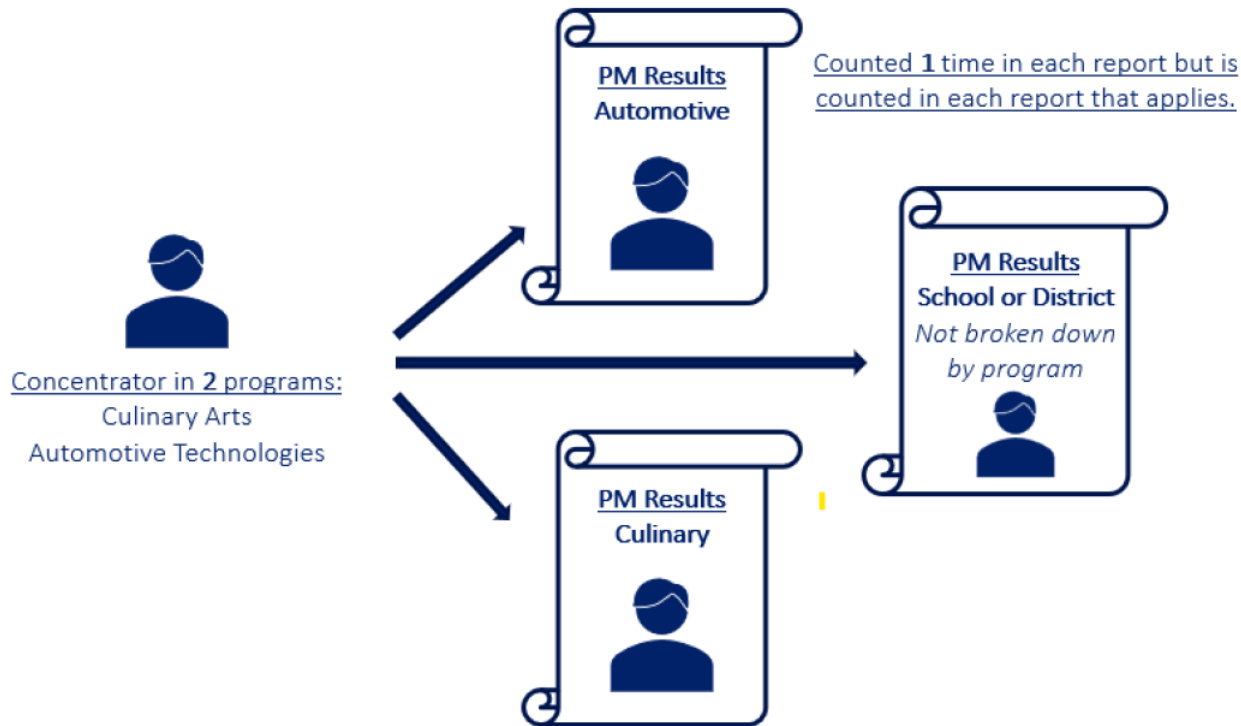 PM Results
Automotive
Counted 1 time in each report but is
counted in each report that applies.
Concentrator in 2 programs:
Culinary Arts
Automotive Technologies
PM Results
School or District
Not broken down
by program
PM Results
Culinary